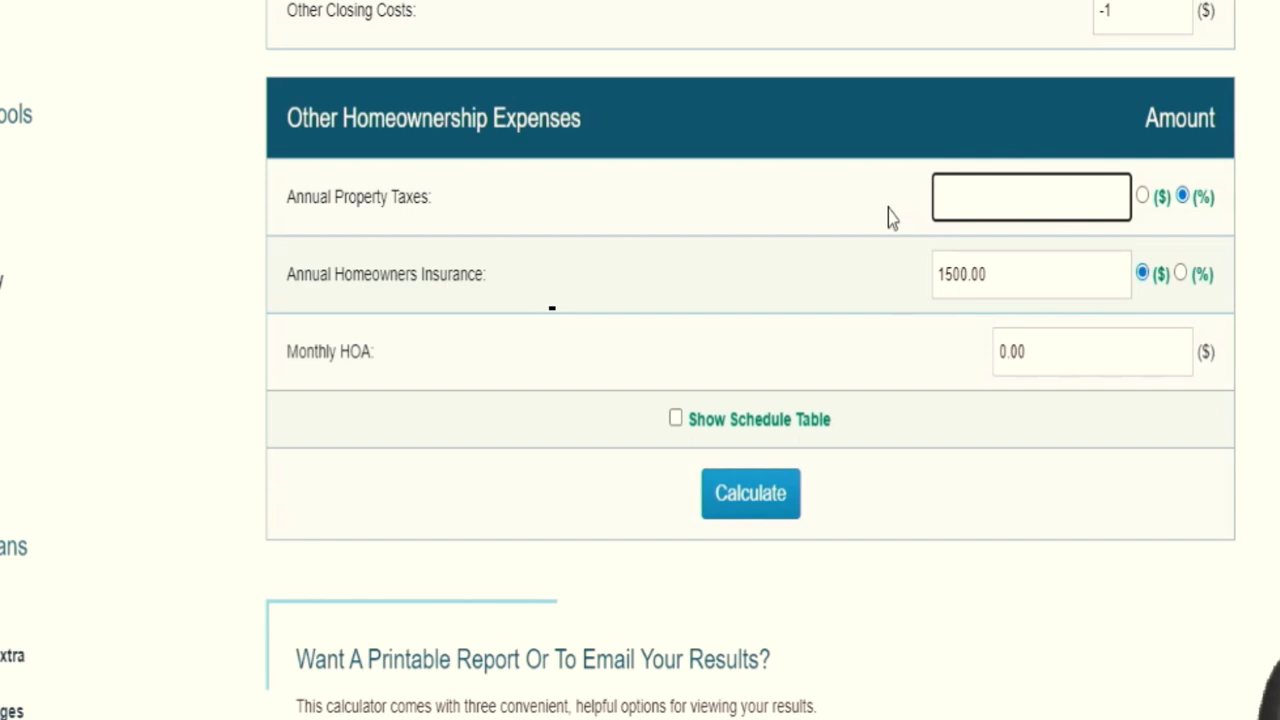 Other Closing Costs: -1 ($)
ools
Other Homeownership Expenses Amount
Annual Property Taxes: ($) (%)
Annual Homeowners Insurance: 1500.00 ($) (%)
Monthly HOA: 0.00 ($)
Show Schedule Table
Calculate
ans
Want A Printable Report Or To Email Your Results?
xtra
This calculator comes with three convenient, helpful options for viewing your results.
ges